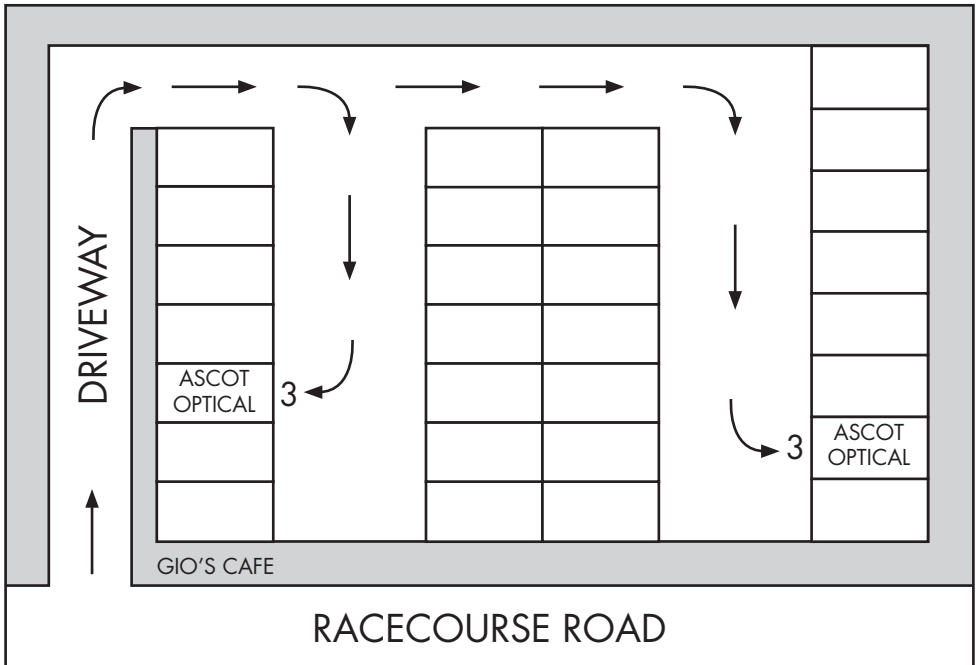 DRIVEWAY
ASCOT
OPTICAL
3
3
ASCOT
OPTICAL
GIO'S CAFE
RACECOURSE ROAD